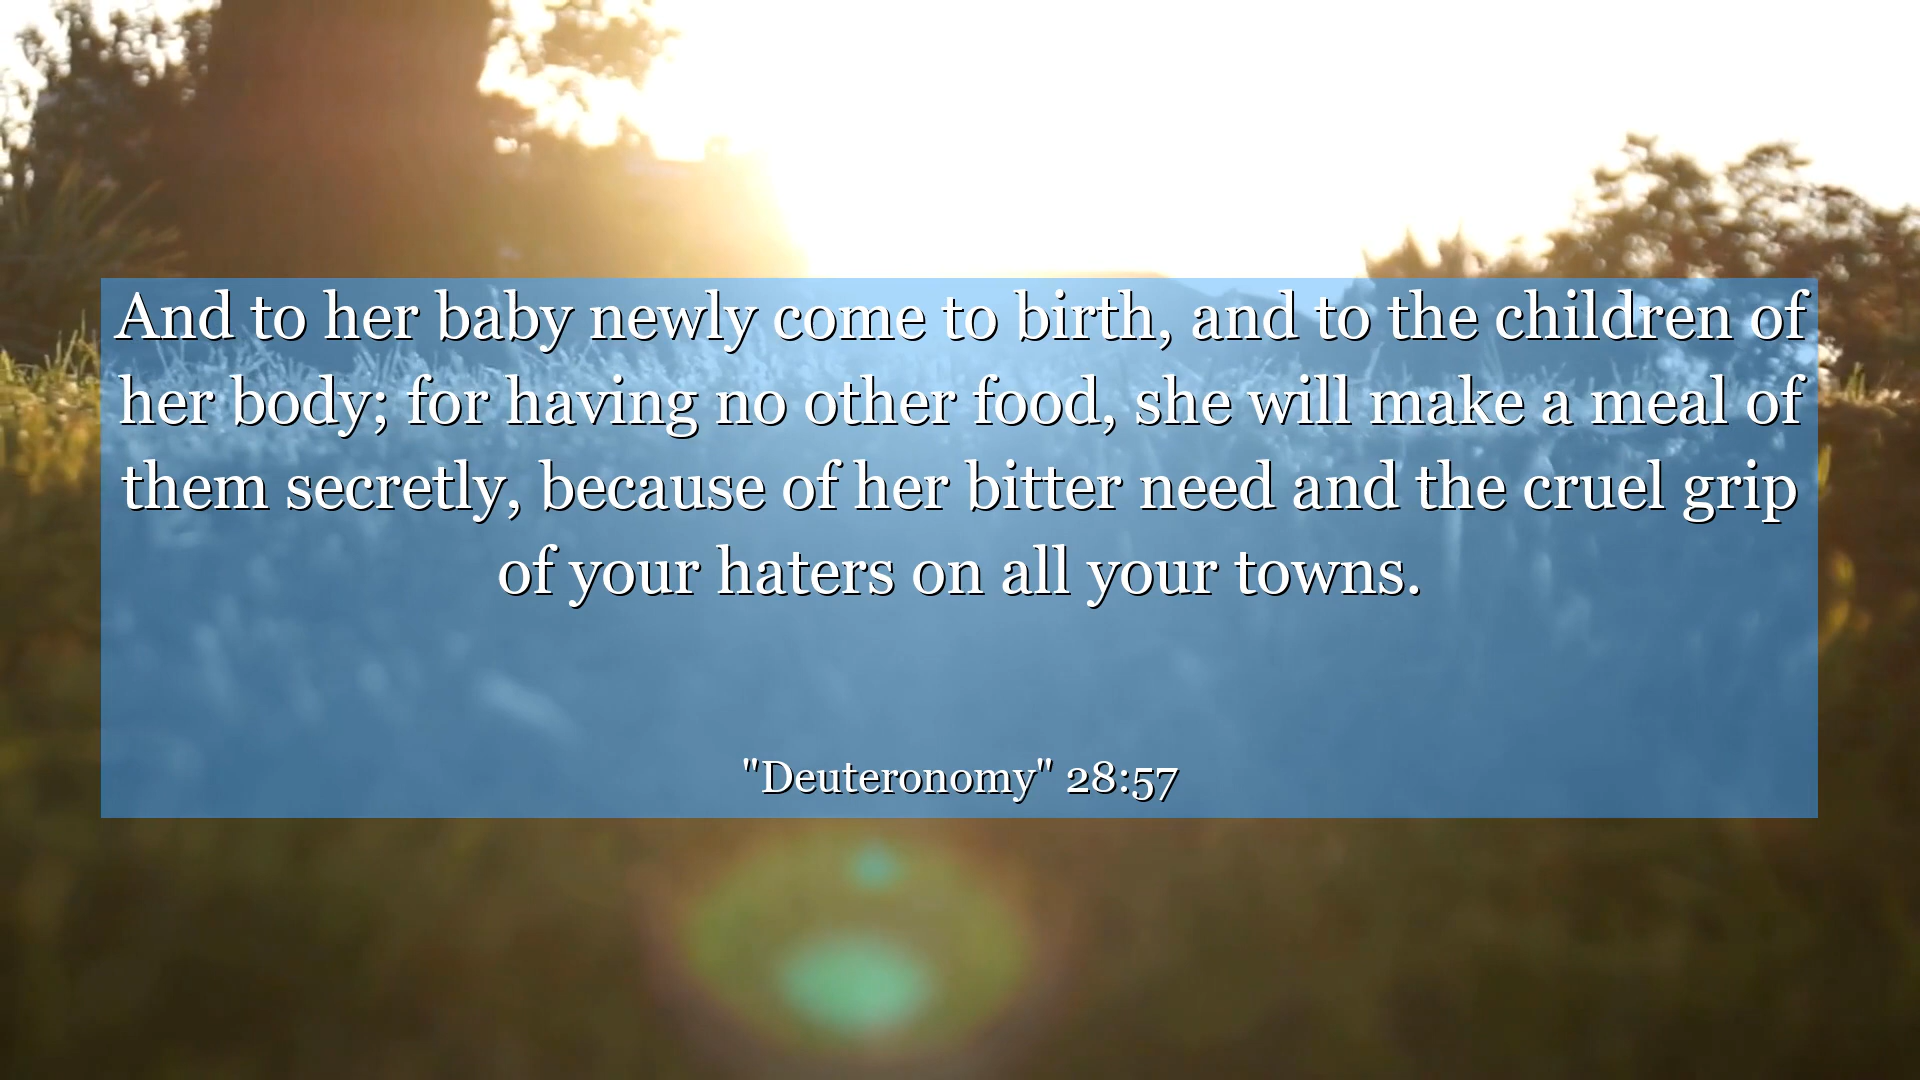 And to her baby newly come to birth, and to the children of
her body; for having no other food, she will make a meal of
them secretly, because of her bitter need and the cruel grip
of your haters on all your towns.
"Deuteronomy" 28:57